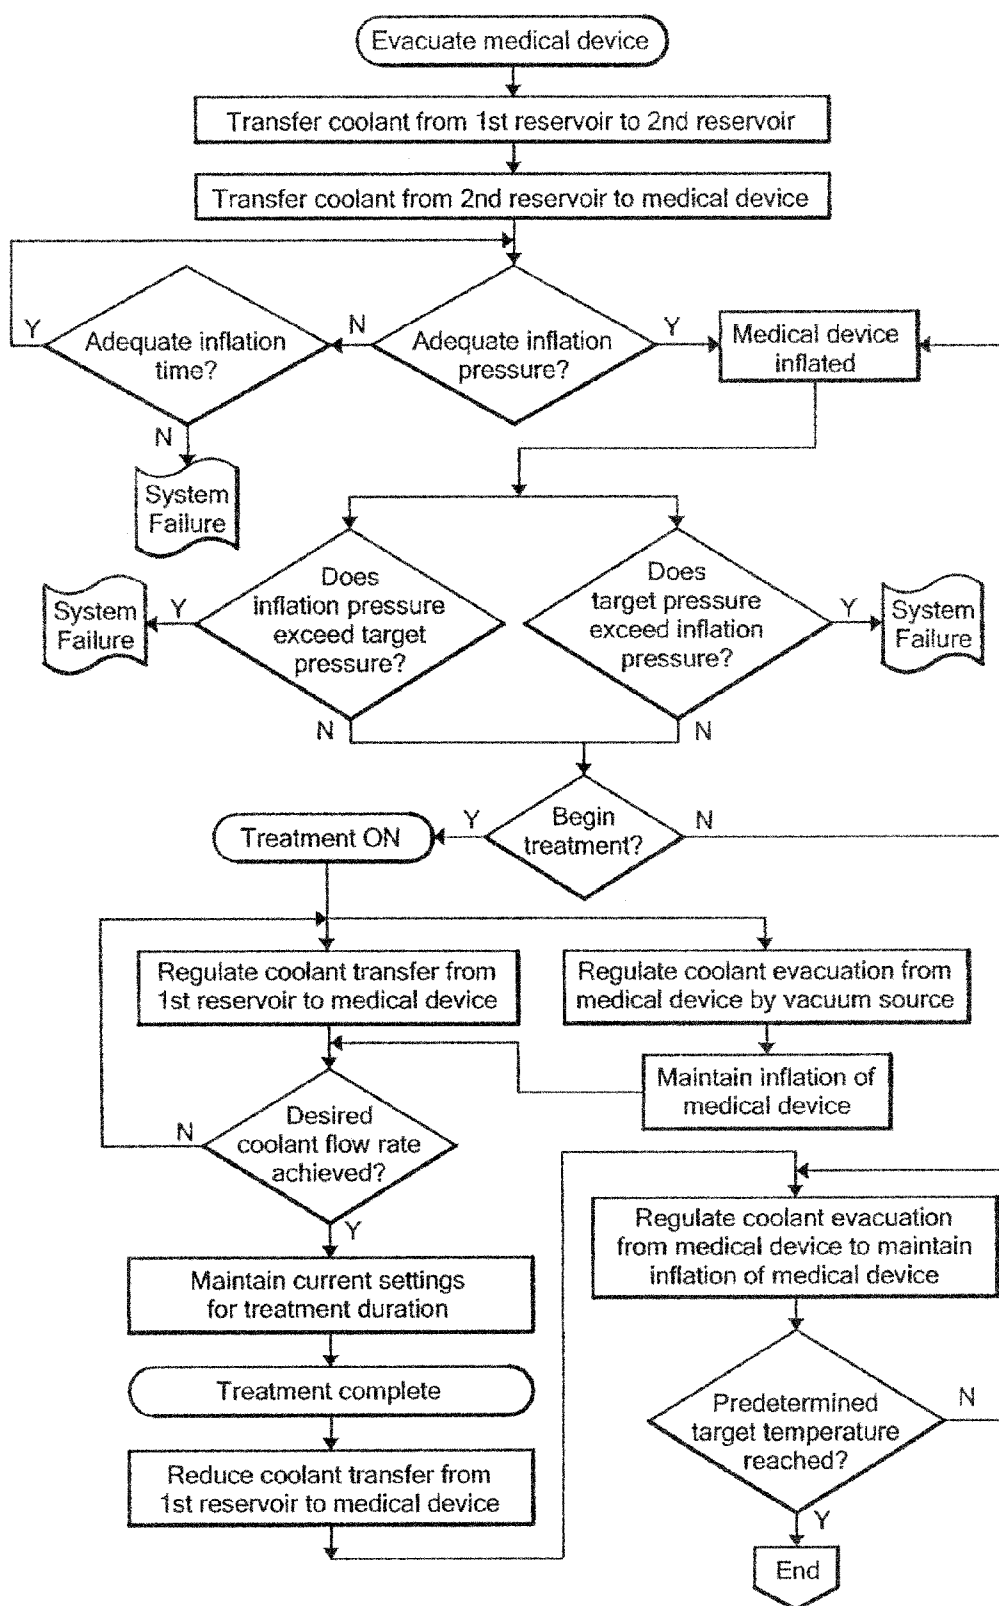 Evacuate medical device
Transfer coolant from 1st reservoir to 2nd reservoir
Transfer coolant from 2nd reservoir to medical device
Y
Adequate inflation
time?
N
Adequate inflation
pressure?
Y
Medical device
inflated
N
System
Failure
System
Failure
Y
Does
inflation pressure
exceed target
pressure?
Does
target pressure
exceed inflation
pressure?
Y
System
Failure
N
N
Treatment ON
Y
Begin
treatment?
N
Regulate coolant transfer from
1st reservoir to medical device
Regulate coolant evacuation from
medical device by vacuum source
Maintain inflation of
medical device
N
Desired
coolant flow rate
achieved?
Y
Maintain current settings
for treatment duration
Treatment complete
Reduce coolant transfer from
1st reservoir to medical device
Regulate coolant evacuation
from medical device to maintain
inflation of medical device
Predetermined
target temperature
reached?
N
Y
End